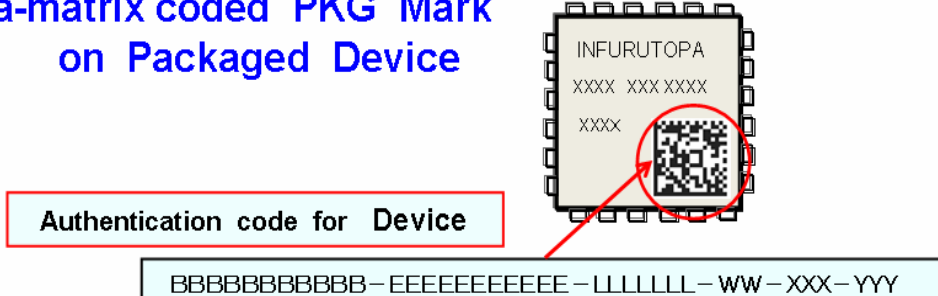 a-matrix coded PKG Mark
on Packaged Device
INFURUTOPA
XXXX XXX XXXX
XXXX
Authentication code for Device
BBBBBBBBBBB-EEEEEEEEEEE-LLLLLLL-WW-XXX-YYY